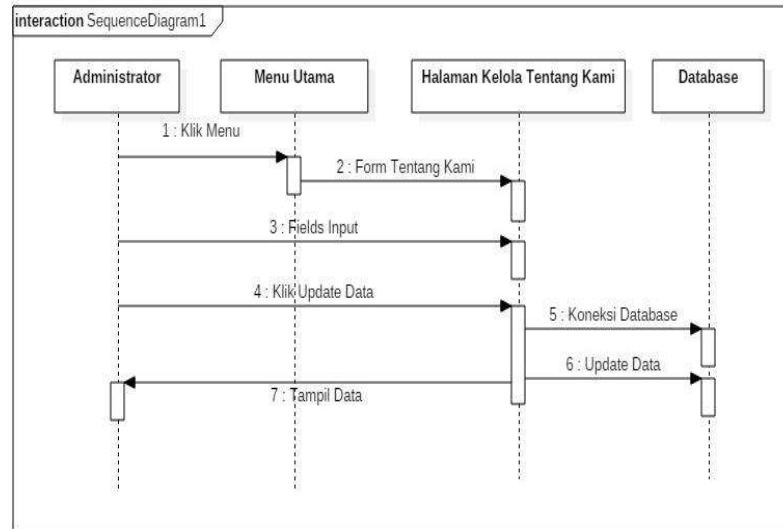 interaction SequenceDiagram1
Administrator
Menu Utama
Halaman Kelola Tentang Kami
Database
1 : Klik Menu
2 : Form Tentang Kami
3 : Fields Input
4 : Klik Update Data
5 : Koneksi Database
6 : Update Data
7 : Tampil Data